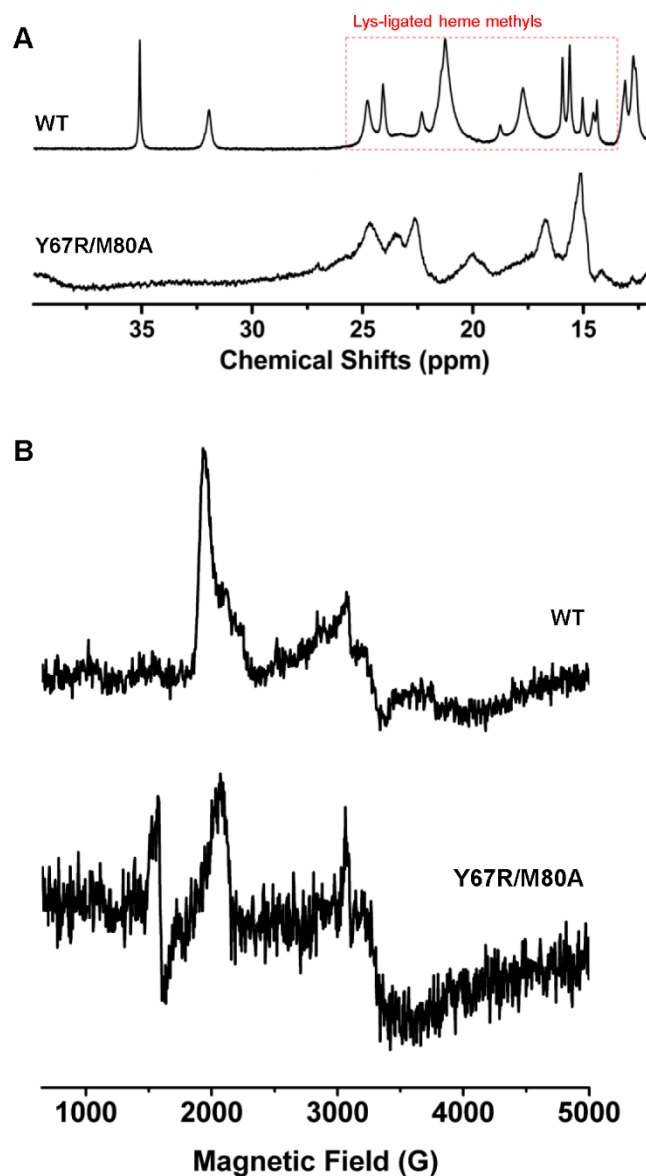 A
Lys-ligated heme methyls
WT
Y67R/M80A
35 30 25 20 15
Chemical Shifts (ppm)
B
WT
Y67R/M80A
1000 2000 3000 4000 5000
Magnetic Field (G)